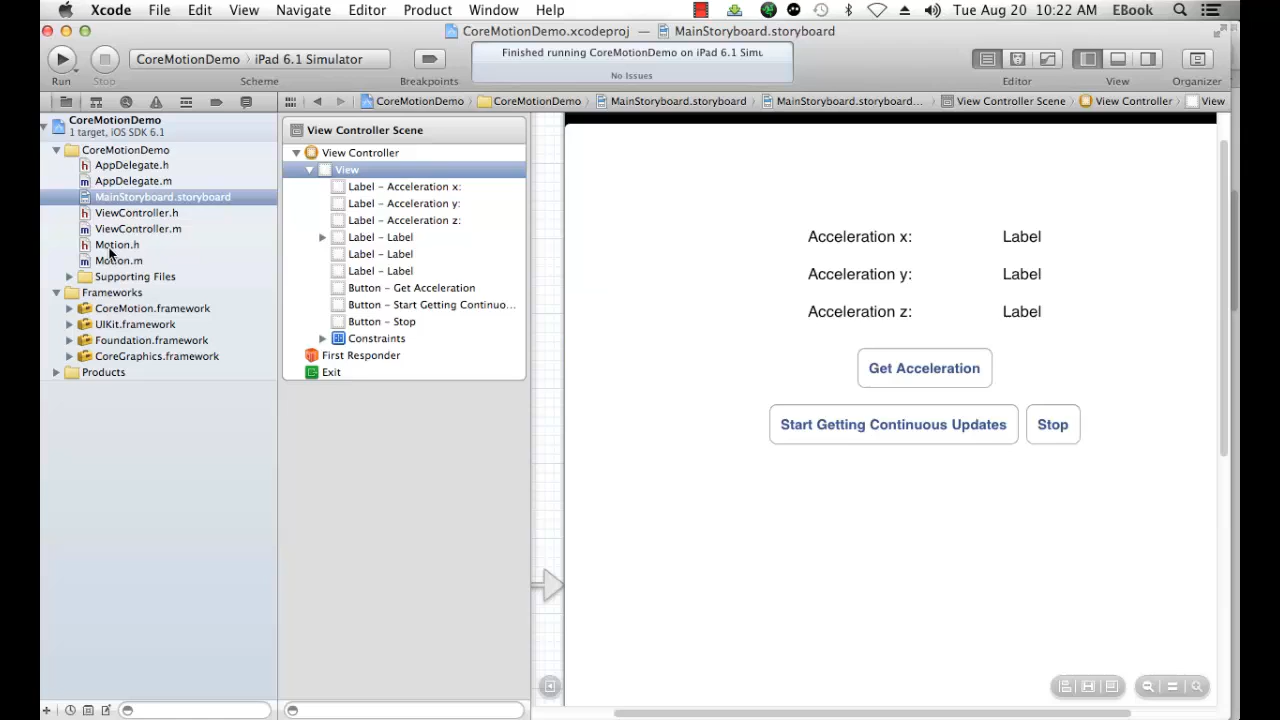 Xcode File Edit View Navigate Editor Product Window Help Tue Aug 20 10:22 AM EBook
CoreMotionDemo.xcodeproj — MainStoryboard.storyboard
CoreMotionDemo iPad 6.1 Simulator
Finished running CoreMotionDemo on iPad 6.1 Simu
No Issues
Run Stop Scheme Breakpoints Editor View Organizer
CoreMotionDemo CoreMotionDemo MainStoryboard.storyboard MainStoryboard.storyboard... View Controller Scene View Controller View
CoreMotionDemo
1 target, iOS SDK 6.1
CoreMotionDemo
AppDelegate.h
AppDelegate.m
MainStoryboard.storyboard
ViewController.h
ViewController.m
Motion.h
Motion.m
Supporting Files
Frameworks
CoreMotion.framework
UIKit.framework
Foundation.framework
CoreGraphics.framework
Products
View Controller Scene
View Controller
View
Label – Acceleration x:
Label – Acceleration y:
Label – Acceleration z:
Label – Label
Label – Label
Label – Label
Button – Get Acceleration
Button – Start Getting Continuo...
Button – Stop
Constraints
First Responder
Exit
Acceleration x: Label
Acceleration y: Label
Acceleration z: Label
Get Acceleration
Start Getting Continuous Updates Stop